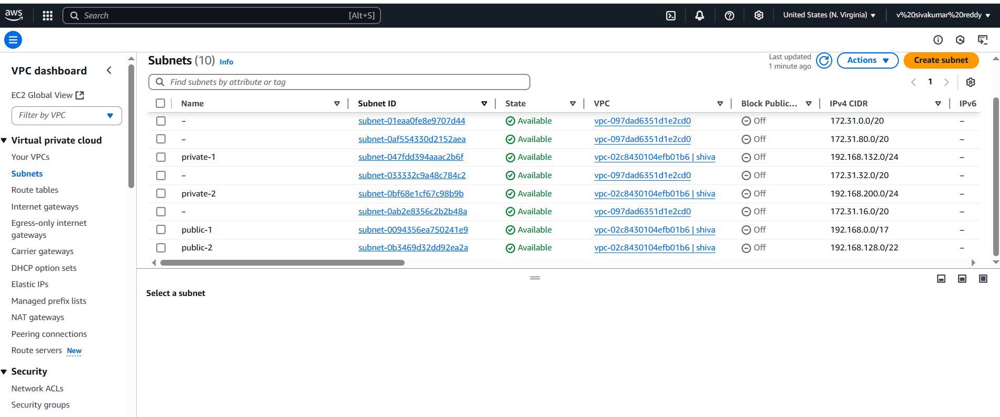 aws
Search [Alt+S] United States (N. Virginia) v%20sivakumar%20reddy
VPC dashboard
EC2 Global View
Filter by VPC
Virtual private cloud
Your VPCs
Subnets
Route tables
Internet gateways
Egress-only internet
gateways
Carrier gateways
DHCP option sets
Elastic IPs
Managed prefix lists
NAT gateways
Peering connections
Route servers New
Security
Network ACLs
Security groups
Subnets (10) Info
Last updated
1 minute ago
Actions
Create subnet
Find subnets by attribute or tag
1
Name Subnet ID State VPC Block Public... IPv4 CIDR IPv6
– subnet-01eaa0fe8e9707d44 Available vpc-097dad6351d1e2cd0 Off 172.31.0.0/20 –
– subnet-0af554330d2152aea Available vpc-097dad6351d1e2cd0 Off 172.31.80.0/20 –
private-1 subnet-047fdd394aaac2b6f Available vpc-02c8430104efb01b6 | shiva Off 192.168.132.0/24 –
– subnet-033332c9a48c784c2 Available vpc-097dad6351d1e2cd0 Off 172.31.32.0/20 –
private-2 subnet-0bf68e1cf67c98b9b Available vpc-02c8430104efb01b6 | shiva Off 192.168.200.0/24 –
– subnet-0ab2e8356c2b2b48a Available vpc-097dad6351d1e2cd0 Off 172.31.16.0/20 –
public-1 subnet-0094356ea750241e9 Available vpc-02c8430104efb01b6 | shiva Off 192.168.0.0/17 –
public-2 subnet-0b3469d32dd92ea2a Available vpc-02c8430104efb01b6 | shiva Off 192.168.128.0/22 –
Select a subnet